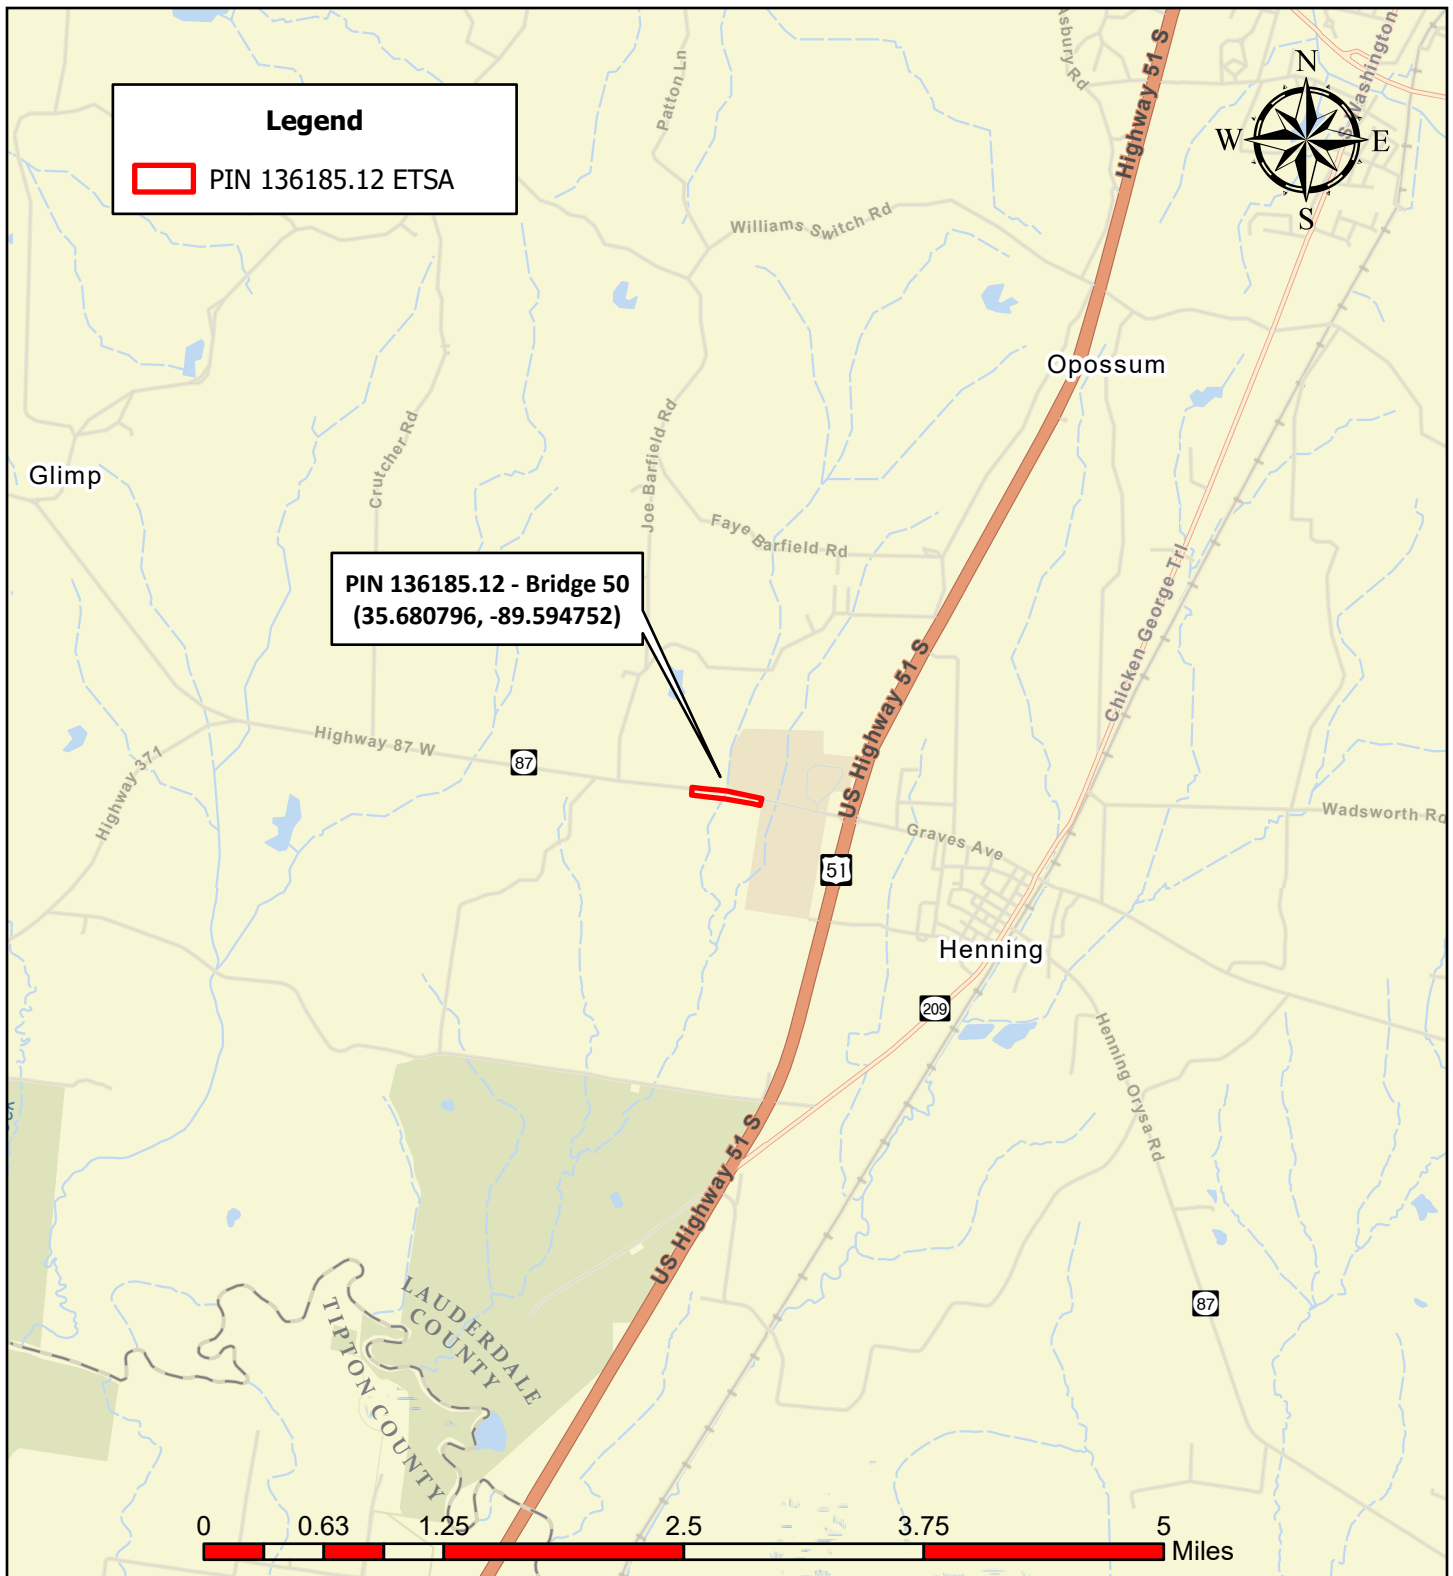 Legend
PIN 136185.12 ETSA
N
W
E
S
Asbury Rd
Highway 51 S
S Washington
Patton Ln
Williams Switch Rd
Opossum
Glimp
Crutcher Rd
Joe Barfield Rd
Faye Barfield Rd
Chicken George Trl
PIN 136185.12 - Bridge 50
(35.680796, -89.594752)
US Highway 51 S
Highway 87 W
87
Highway 371
Graves Ave
Wadsworth Rd
51
Henning
209
Henning Orysa Rd
US Highway 51 S
87
LAUDERDALE
COUNTY
TIPTON COUNTY
0 0.63 1.25 2.5 3.75 5
Miles